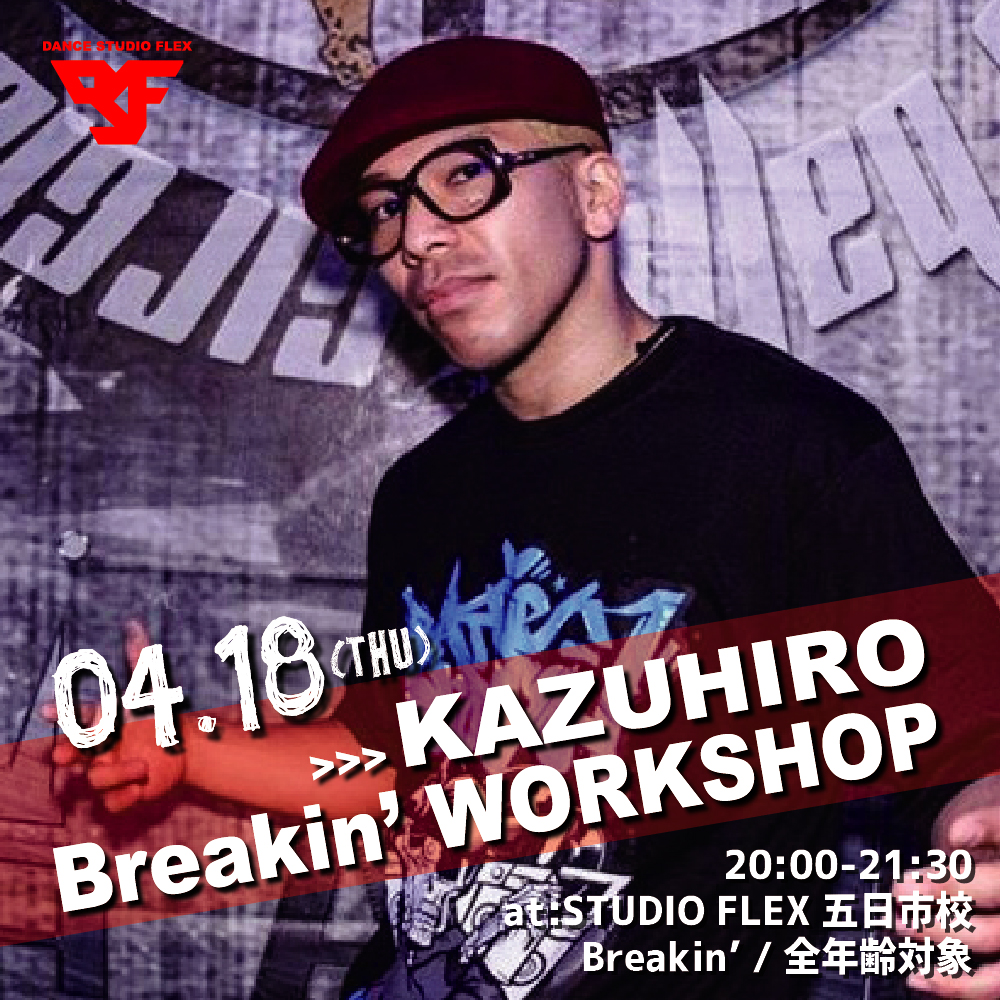 DANCE STUDIO FLEX
04.18(THU)
>>>KAZUHIRO
Breakin’ WORKSHOP
20:00-21:30
at:STUDIO FLEX 五日市校
Breakin’ / 全年齢対象